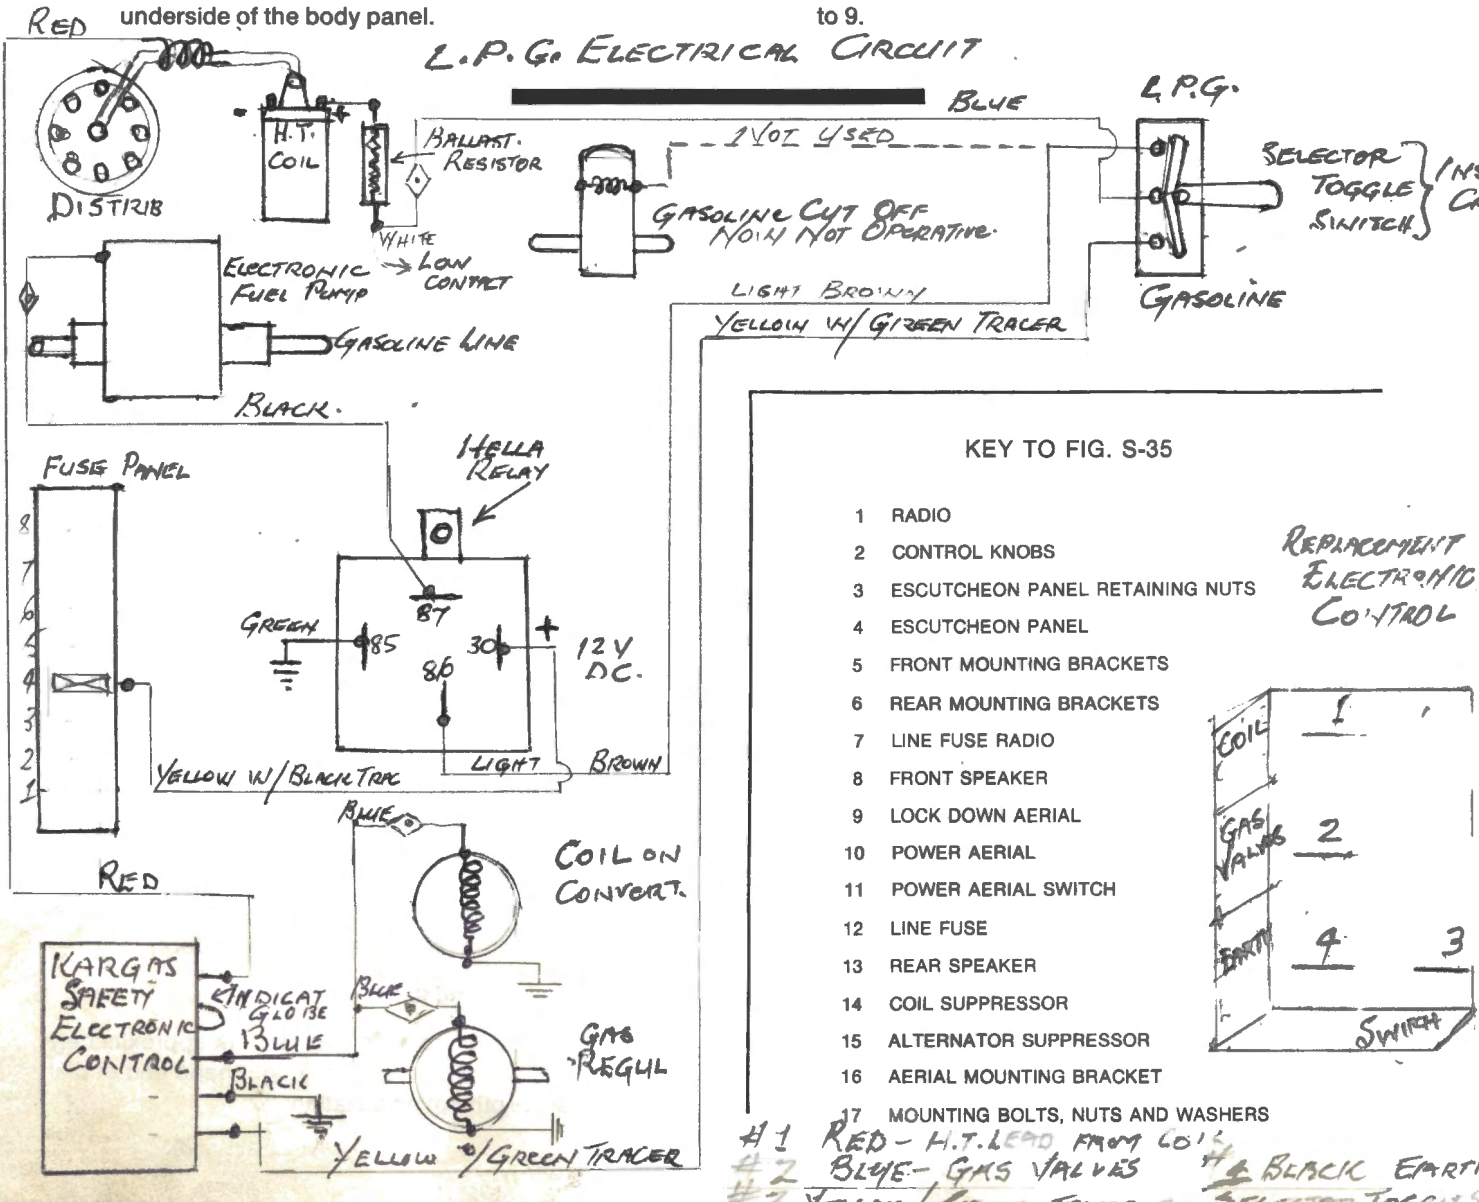 underside of the body panel.
to 9.
RED
L.P.G. ELECTRICAL CIRCUIT
BLUE
L.P.G.
- +
H.T.
COIL
BALLAST.
RESISTOR
NOT USED
SELECTOR
TOGGLE
SWITCH
DISTRIB
GASOLINE CUT OFF
NOW NOT OPERATIVE.
WHITE
LOW
CONTACT
ELECTRONIC
FUEL PUMP
LIGHT BROWN
GASOLINE
YELLOW W/ GREEN TRACER
GASOLINE LINE
BLACK.
HELLA
RELAY
FUSE PANEL
8
7
6
5
4
3
2
1
87
GREEN
85
30
+
12V
DC.
86
LIGHT BROWN
YELLOW W/BLACK TRAC
KEY TO FIG. S-35
1 RADIO
2 CONTROL KNOBS
3 ESCUTCHEON PANEL RETAINING NUTS
4 ESCUTCHEON PANEL
5 FRONT MOUNTING BRACKETS
6 REAR MOUNTING BRACKETS
7 LINE FUSE RADIO
8 FRONT SPEAKER
9 LOCK DOWN AERIAL
10 POWER AERIAL
11 POWER AERIAL SWITCH
12 LINE FUSE
13 REAR SPEAKER
14 COIL SUPPRESSOR
15 ALTERNATOR SUPPRESSOR
16 AERIAL MOUNTING BRACKET
17 MOUNTING BOLTS, NUTS AND WASHERS
REPLACEMENT
ELECTRONIC
CONTROL
COIL
1
GAS
VALVES
2
EARTH
4
3
SWITCH
BLUE
COIL ON
CONVERT.
RED
KARGAS
SAFETY
ELECTRONIC
CONTROL
INDICAT
GLOBE
BLUE
BLACK
BLUE
GAS
REGUL
YELLOW W/GREEN TRACER
#1 RED - H.T. LEAD FROM COIL
#2 BLUE - GAS VALVES
#4 BLACK EARTH